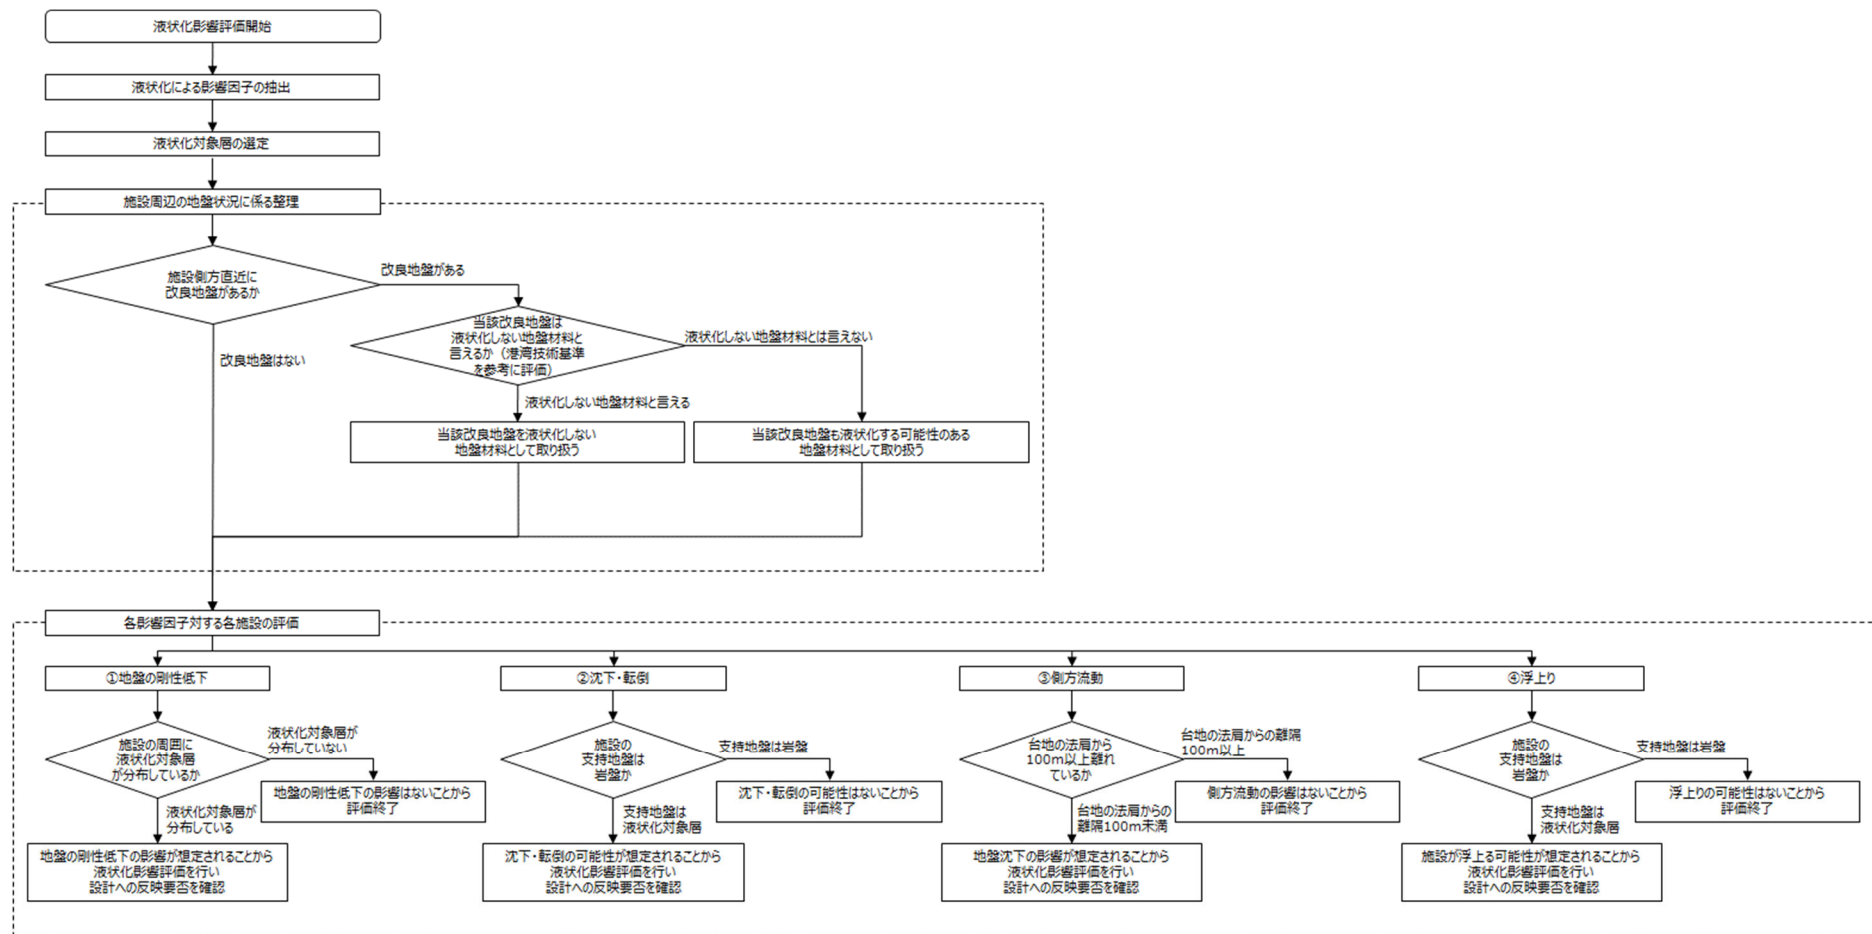 液状化影響評価開始
液状化による影響因子の抽出
液状化対象層の選定
施設周辺の地盤状況に係る整理
施設側方直近に
改良地盤があるか
改良地盤がある
改良地盤はない
当該改良地盤は
液状化しない地盤材料と
言えるか（港湾技術基準
を参考に評価）
液状化しない地盤材料とは言えない
液状化しない地盤材料と言える
当該改良地盤を液状化しない
地盤材料として取り扱う
当該改良地盤も液状化する可能性のある
地盤材料として取り扱う
各影響因子対する各施設の評価
①地盤の剛性低下
施設の周囲に
液状化対象層
が分布しているか
液状化対象層が
分布していない
地盤の剛性低下の影響はないことから
評価終了
液状化対象層が
分布している
地盤の剛性低下の影響が想定されることから
液状化影響評価を行い
設計への反映要否を確認
②沈下・転倒
施設の
支持地盤は
岩盤か
支持地盤は岩盤
沈下・転倒の可能性はないことから
評価終了
支持地盤は
液状化対象層
沈下・転倒の可能性が想定されることから
液状化影響評価を行い
設計への反映要否を確認
③側方流動
台地の法肩から
100m以上離れ
ているか
台地の法肩からの離隔
100m以上
側方流動の影響はないことから
評価終了
台地の法肩からの
離隔100m未満
地盤沈下の影響が想定されることから
液状化影響評価を行い
設計への反映要否を確認
④浮上り
施設の
支持地盤は
岩盤か
支持地盤は岩盤
浮上りの可能性はないことから
評価終了
支持地盤は
液状化対象層
施設が浮上る可能性が想定されることから
液状化影響評価を行い
設計への反映要否を確認